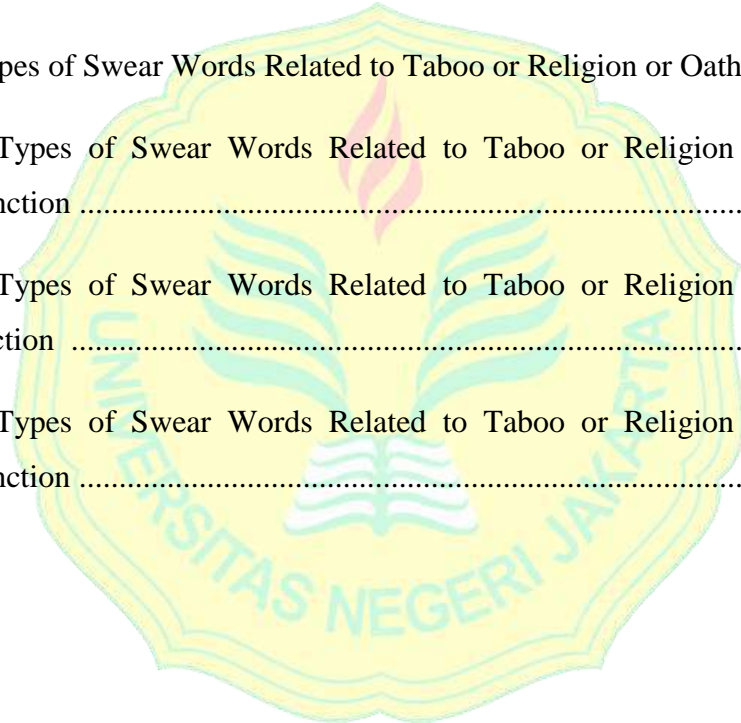 pes of Swear Words Related to Taboo or Religion or Oath
Types of Swear Words Related to Taboo or Religion
nction ....................................................................................
Types of Swear Words Related to Taboo or Religion
ction .....................................................................................
Types of Swear Words Related to Taboo or Religion
nction ....................................................................................
UNIVERSITAS NEGERI JAKARTA